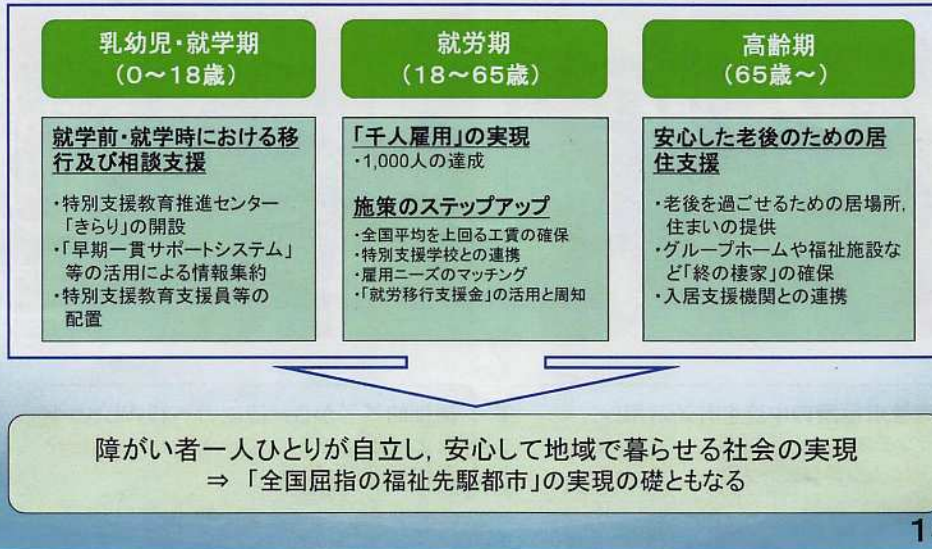 乳幼児・就学期
(0～18歳)
就学前・就学時における移
行及び相談支援
・特別支援教育推進センター
「きらり」の開設
・「早期一貫サポートシステム」
等の活用による情報集約
・特別支援教育支援員等の
配置
就労期
(18～65歳)
「千人雇用」の実現
・1,000人の達成
施策のステップアップ
・全国平均を上回る工賃の確保
・特別支援学校との連携
・雇用ニーズのマッチング
・「就労移行支援金」の活用と周知
高齢期
(65歳～)
安心した老後のための居
住支援
・老後を過ごせるための居場所,
住まいの提供
・グループホームや福祉施設な
ど「終の棲家」の確保
・入居支援機関との連携
障がい者一人ひとりが自立し, 安心して地域で暮らせる社会の実現
⇒ 「全国屈指の福祉先駆都市」の実現の礎ともなる
1